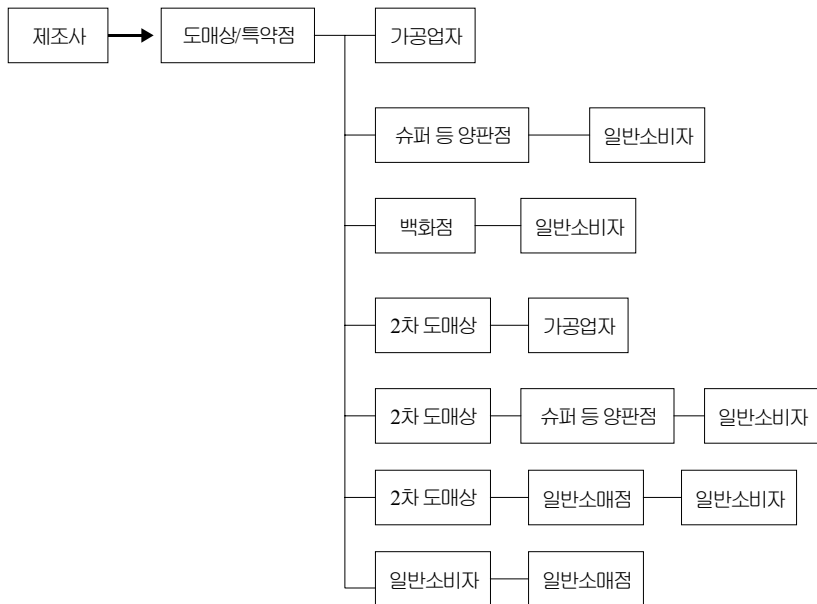 제조사
도매상/특약점
가공업자
슈퍼 등 양판점
일반소비자
백화점
일반소비자
2차 도매상
가공업자
2차 도매상
슈퍼 등 양판점
일반소비자
2차 도매상
일반소매점
일반소비자
일반소비자
일반소매점